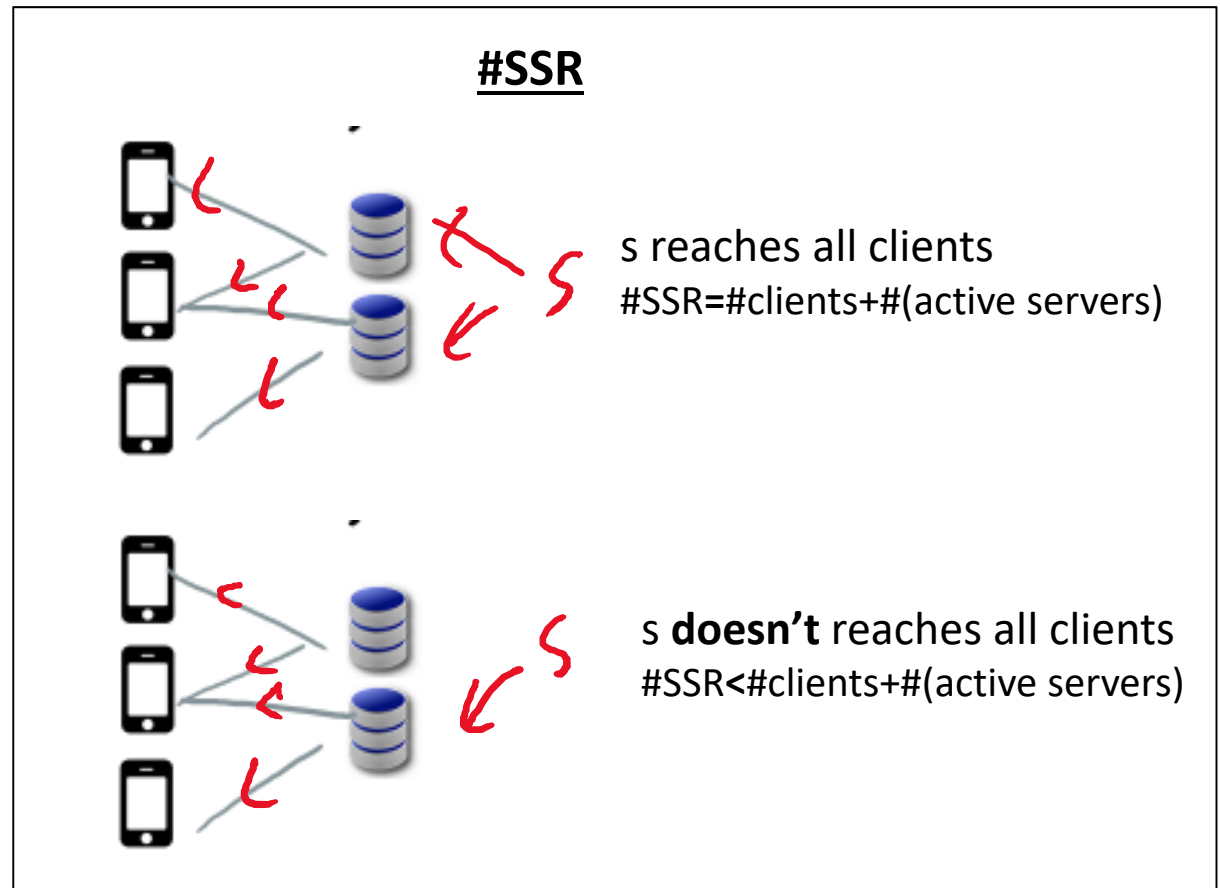 #SSR
s reaches all clients
#SSR=#clients+#(active servers)
S
s doesn't reaches all clients
#SSR<#clients+#(active servers)
S